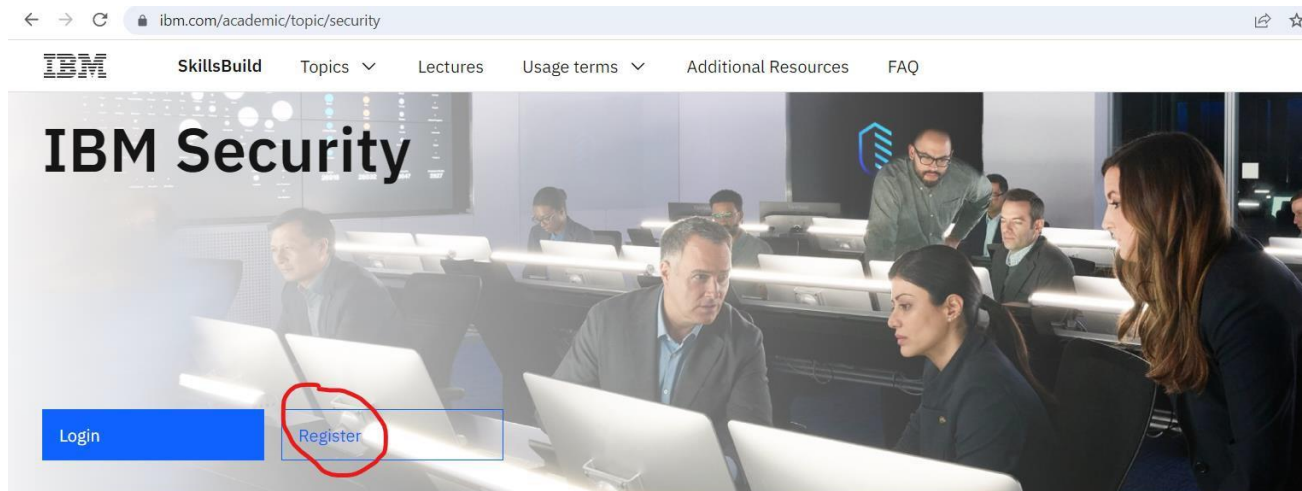 ibm.com/academic/topic/security
IBM SkillsBuild Topics Lectures Usage terms Additional Resources FAQ
IBM Security
Login Register